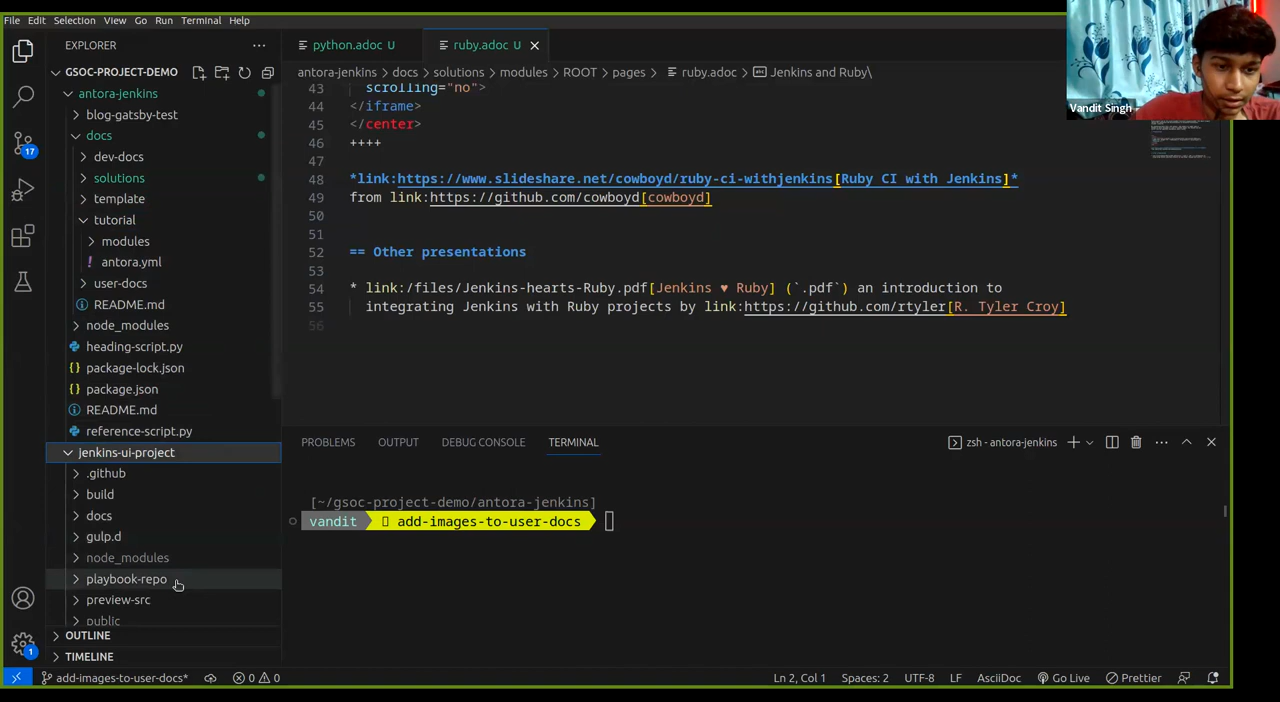 File Edit Selection View Go Run Terminal Help
EXPLORER
GSOC-PROJECT-DEMO
antora-jenkins
blog-gatsby-test
docs
dev-docs
solutions
template
tutorial
modules
antora.yml
user-docs
README.md
node_modules
heading-script.py
package-lock.json
package.json
README.md
reference-script.py
jenkins-ui-project
.github
build
docs
gulp.d
node_modules
playbook-repo
preview-src
public
OUTLINE
TIMELINE
17
1
python.adoc U
ruby.adoc U
antora-jenkins > docs > solutions > modules > ROOT > pages > ruby.adoc > Jenkins and Ruby\
43 scrolling="no">
44 </iframe>
45 </center>
46 ++++
47
48 *link:https://www.slideshare.net/cowboyd/ruby-ci-withjenkins[Ruby CI with Jenkins]*
49 from link:https://github.com/cowboyd[cowboyd]
50
51
52 == Other presentations
53
54 * link:/files/Jenkins-hearts-Ruby.pdf[Jenkins ♥ Ruby] (`.pdf`) an introduction to
55 integrating Jenkins with Ruby projects by link:https://github.com/rtyler[R. Tyler Croy]
56
PROBLEMS OUTPUT DEBUG CONSOLE TERMINAL
zsh - antora-jenkins
[~/gsoc-project-demo/antora-jenkins]
vandit add-images-to-user-docs
add-images-to-user-docs* 0 0
Ln 2, Col 1 Spaces: 2 UTF-8 LF AsciiDoc Go Live Prettier
Vandit Singh